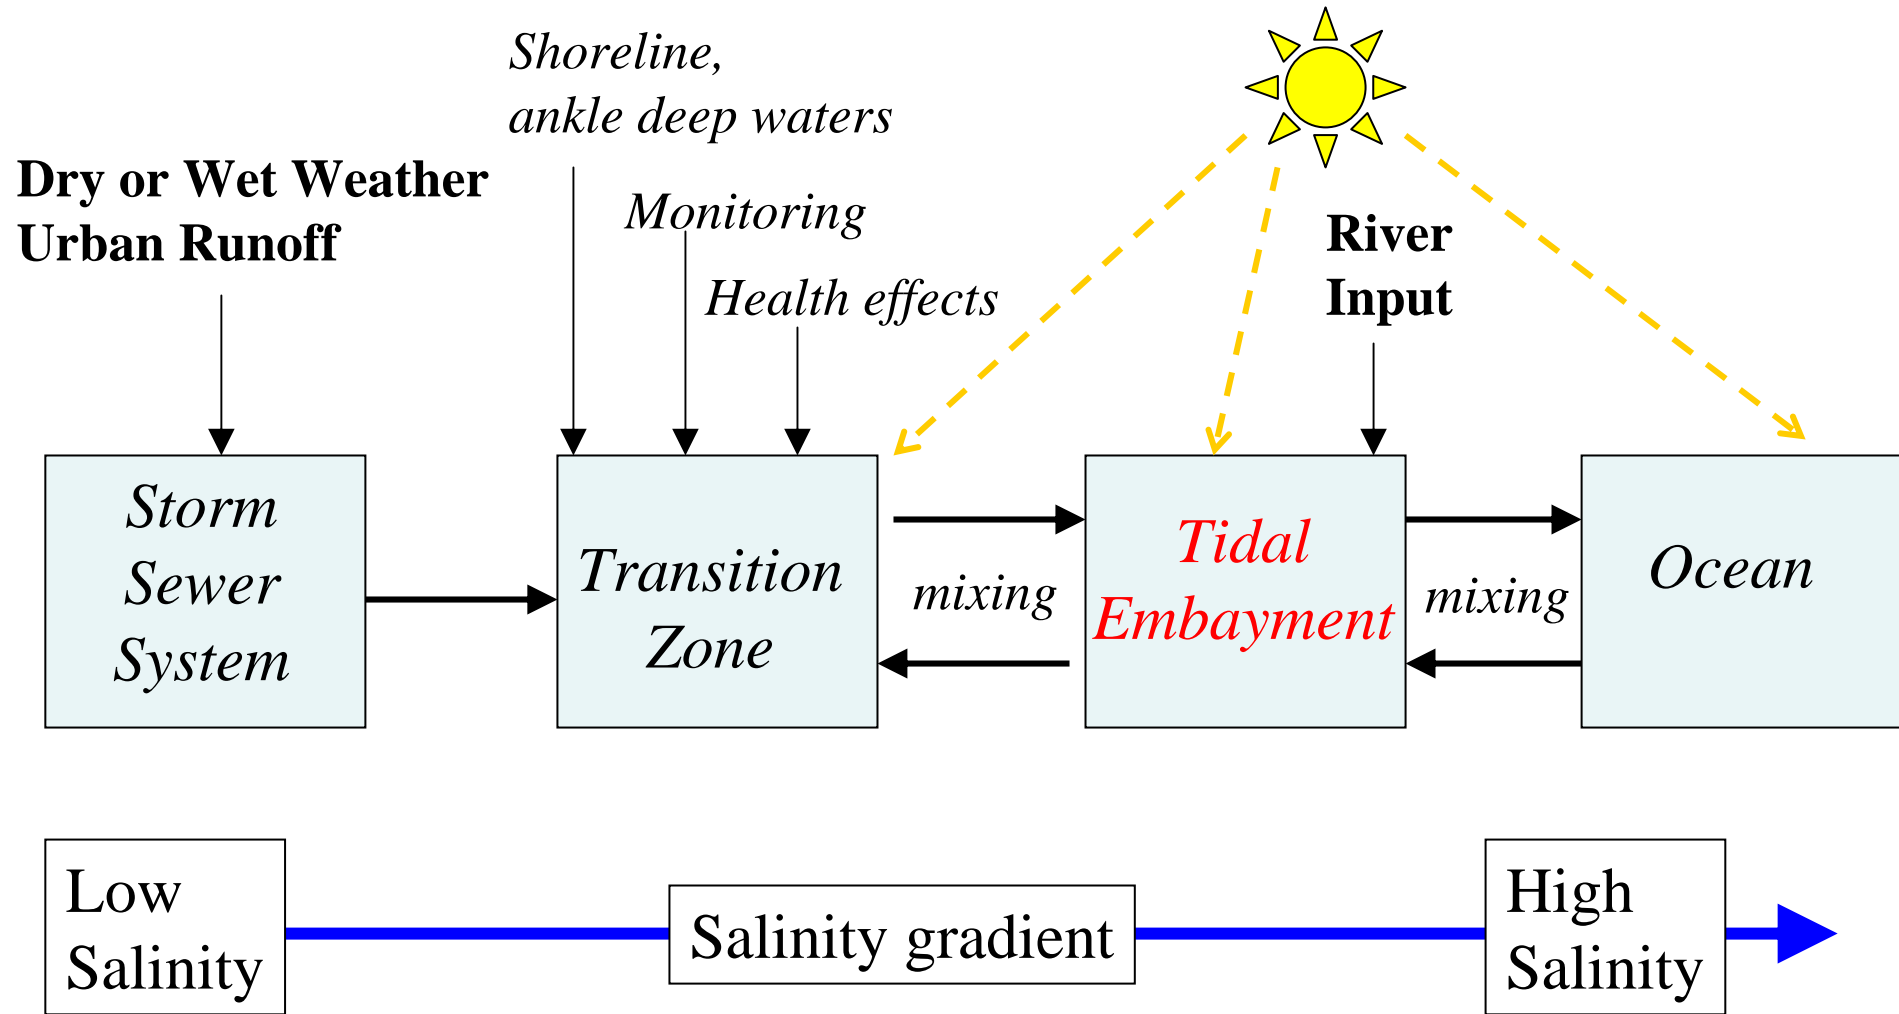 Shoreline,
ankle deep waters
Dry or Wet Weather
Urban Runoff
Monitoring
Health effects
River
Input
Storm
Sewer
System
Transition
Zone
mixing
Tidal
Embayment
mixing
Ocean
Low
Salinity
Salinity gradient
High
Salinity